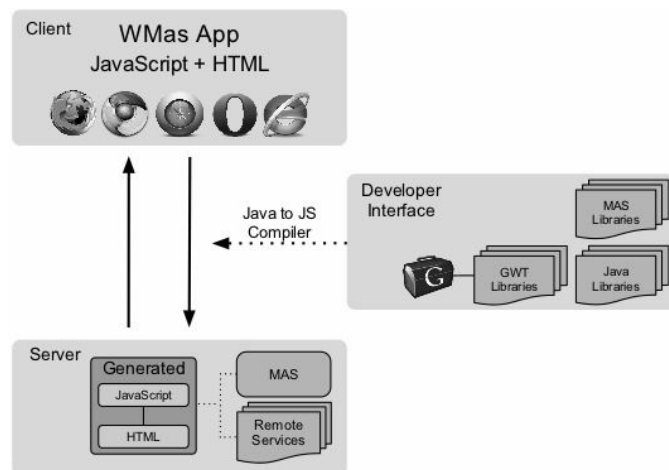 Client
WMas App
JavaScript + HTML
Java to JS
Compiler
Developer
Interface
MAS
Libraries
G
GWT
Libraries
Java
Libraries
Server
Generated
JavaScript
HTML
MAS
Remote
Services